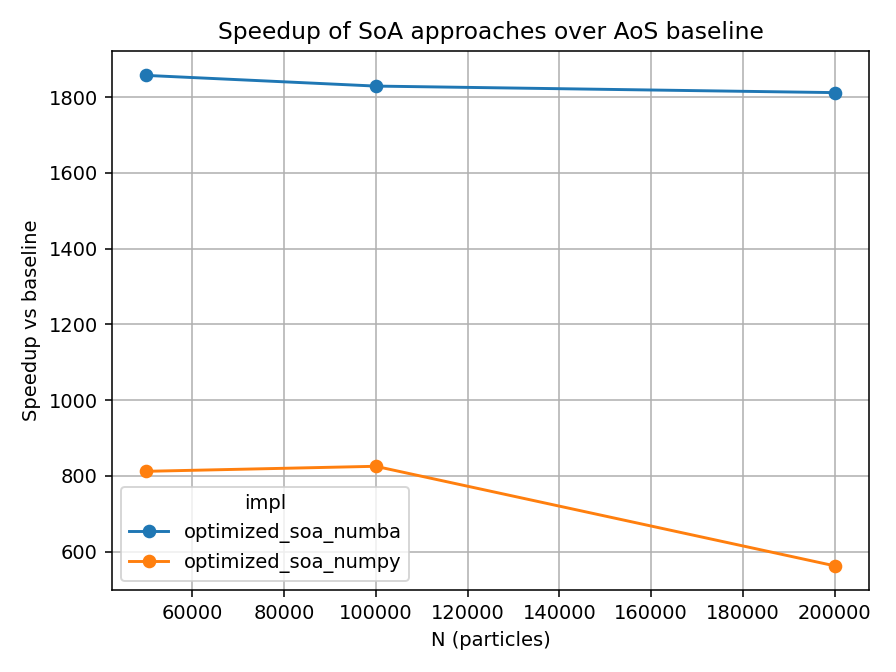 Speedup of SoA approaches over AoS baseline
Speedup vs baseline
1800
1600
1400
1200
1000
800
600
impl
optimized_soa_numba
optimized_soa_numpy
60000 80000 100000 120000 140000 160000 180000 200000
N (particles)